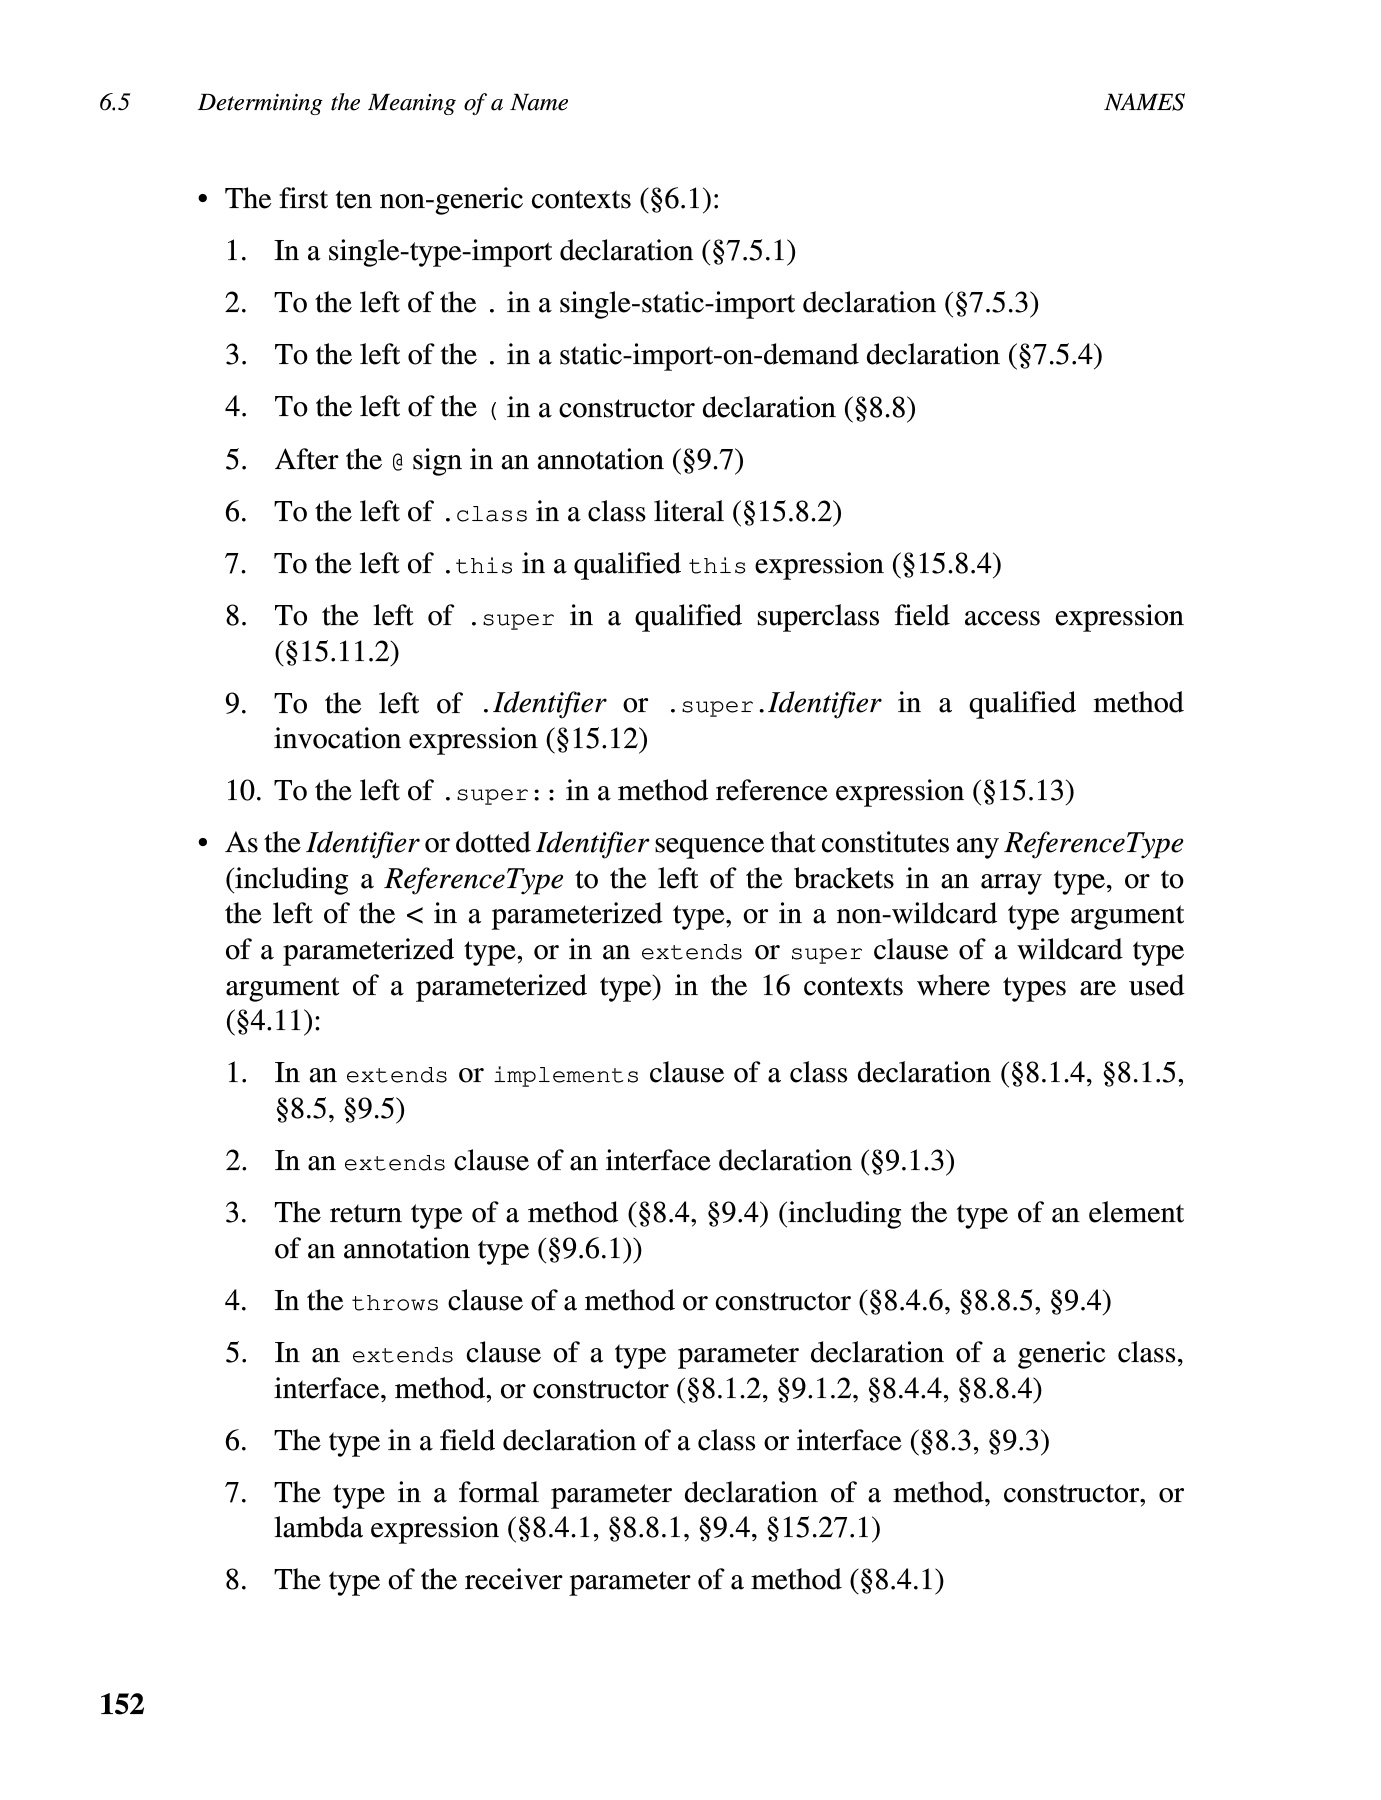 6.5 Determining the Meaning of a Name NAMES
• The first ten non-generic contexts (§6.1):
1. In a single-type-import declaration (§7.5.1)
2. To the left of the . in a single-static-import declaration (§7.5.3)
3. To the left of the . in a static-import-on-demand declaration (§7.5.4)
4. To the left of the ( in a constructor declaration (§8.8)
5. After the @ sign in an annotation (§9.7)
6. To the left of .class in a class literal (§15.8.2)
7. To the left of .this in a qualified this expression (§15.8.4)
8. To the left of .super in a qualified superclass field access expression
(§15.11.2)
9. To the left of .Identifier or .super.Identifier in a qualified method
invocation expression (§15.12)
10. To the left of .super:: in a method reference expression (§15.13)
• As the Identifier or dotted Identifier sequence that constitutes any ReferenceType
(including a ReferenceType to the left of the brackets in an array type, or to
the left of the < in a parameterized type, or in a non-wildcard type argument
of a parameterized type, or in an extends or super clause of a wildcard type
argument of a parameterized type) in the 16 contexts where types are used
(§4.11):
1. In an extends or implements clause of a class declaration (§8.1.4, §8.1.5,
§8.5, §9.5)
2. In an extends clause of an interface declaration (§9.1.3)
3. The return type of a method (§8.4, §9.4) (including the type of an element
of an annotation type (§9.6.1))
4. In the throws clause of a method or constructor (§8.4.6, §8.8.5, §9.4)
5. In an extends clause of a type parameter declaration of a generic class,
interface, method, or constructor (§8.1.2, §9.1.2, §8.4.4, §8.8.4)
6. The type in a field declaration of a class or interface (§8.3, §9.3)
7. The type in a formal parameter declaration of a method, constructor, or
lambda expression (§8.4.1, §8.8.1, §9.4, §15.27.1)
8. The type of the receiver parameter of a method (§8.4.1)
152